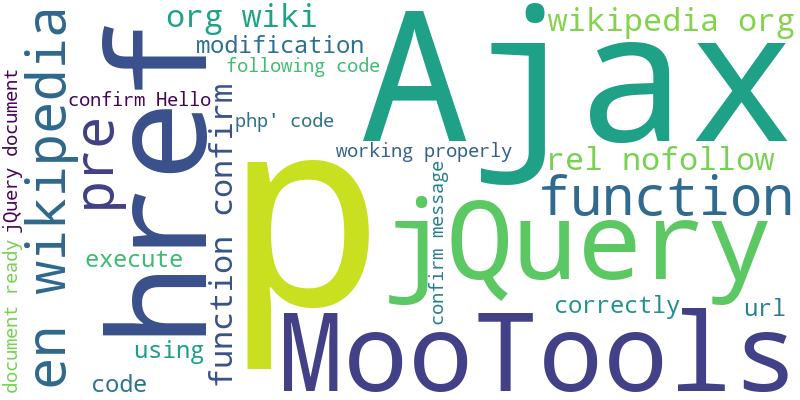 org wiki
wikipedia org
modification
following code
confirm Hello
php' code
working properly
Ajax
href
p
pre
en wikipedia
jQuery document
document ready
function confirm
confirm message
rel nofollow
function
jQuery
execute
correctly
url
MooTools
using
code